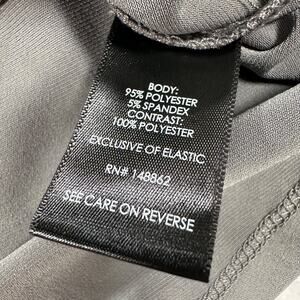 BODY:
95% POLYESTER
5% SPANDEX
CONTRAST:
100% POLYESTER
EXCLUSIVE OF ELASTIC
RN# 148862
SEE CARE ON REVERSE